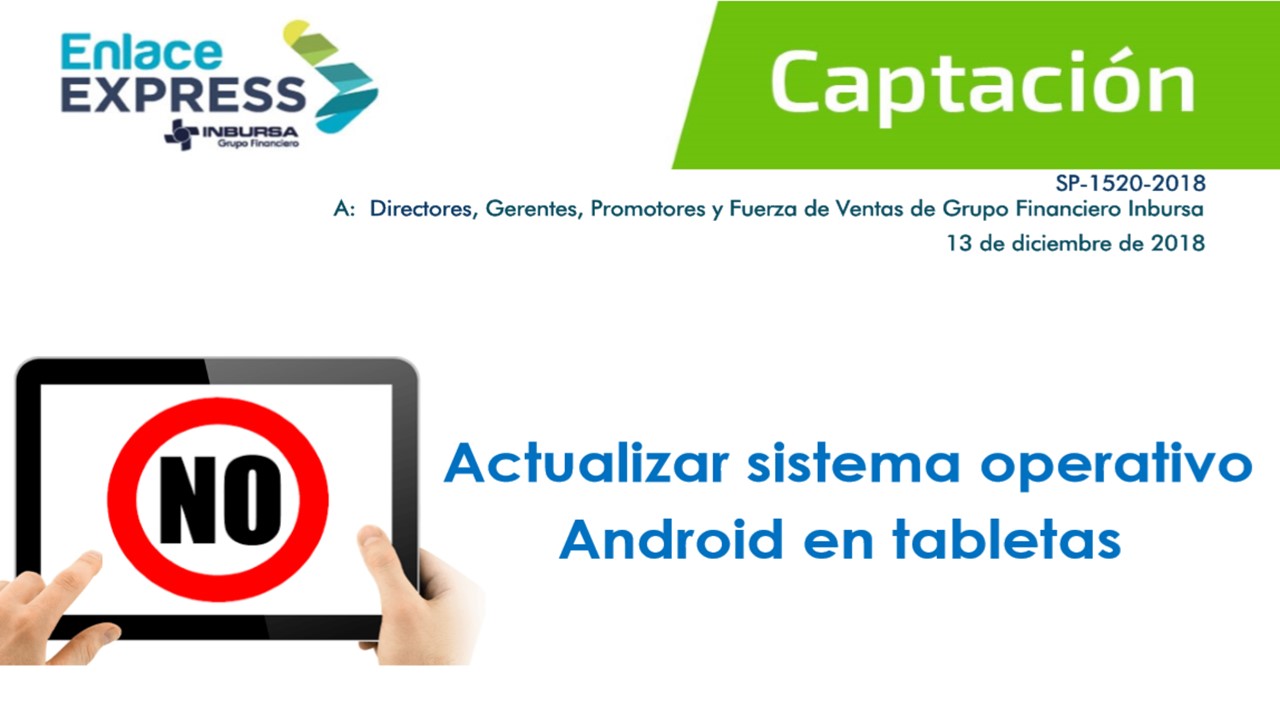 Enlace
EXPRESS
INBURSA
Grupo Financiero
Captación
SP-1520-2018
A: Directores, Gerentes, Promotores y Fuerza de Ventas de Grupo Financiero Inbursa
13 de diciembre de 2018
NO
Actualizar sistema operativo
Android en tabletas